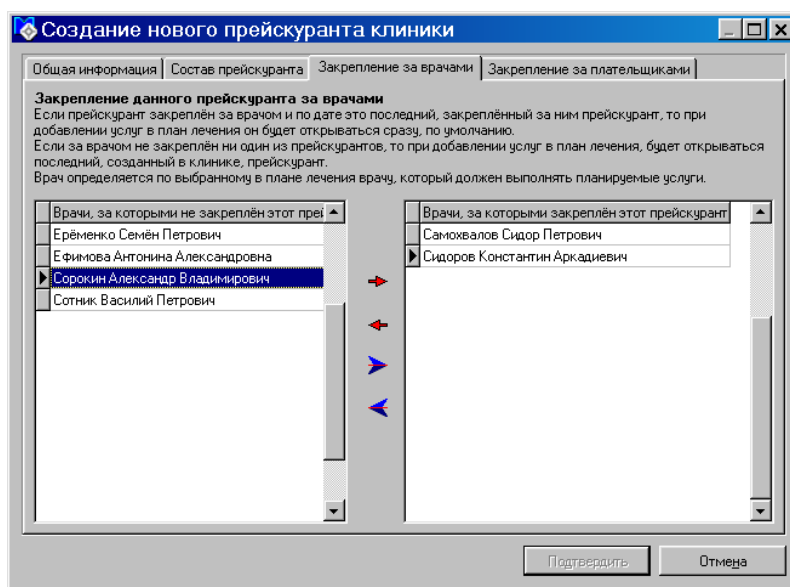 Создание нового прейскуранта клиники
Общая информация Состав прейскуранта Закрепление за врачами Закрепление за плательщиками
Закрепление данного прейскуранта за врачами
Если прейскурант закреплён за врачом и по дате это последний, закреплённый за ним прейскурант, то при
добавлении услуг в план лечения он будет открываться сразу, по умолчанию.
Если за врачом не закреплён ни один из прейскурантов, то при добавлении услуг в план лечения, будет открываться
последний, созданный в клинике, прейскурант.
Врач определяется по выбранному в плане лечения врачу, который должен выполнять планируемые услуги.
Врачи, за которыми не закреплён этот прей
Ерёменко Семён Петрович
Ефимова Антонина Александровна
Сорокин Александр Владимирович
Сотник Василий Петрович
Врачи, за которыми закреплён этот прейскурант
Самохвалов Сидор Петрович
Сидоров Константин Аркадиевич
Подтвердить Отмена